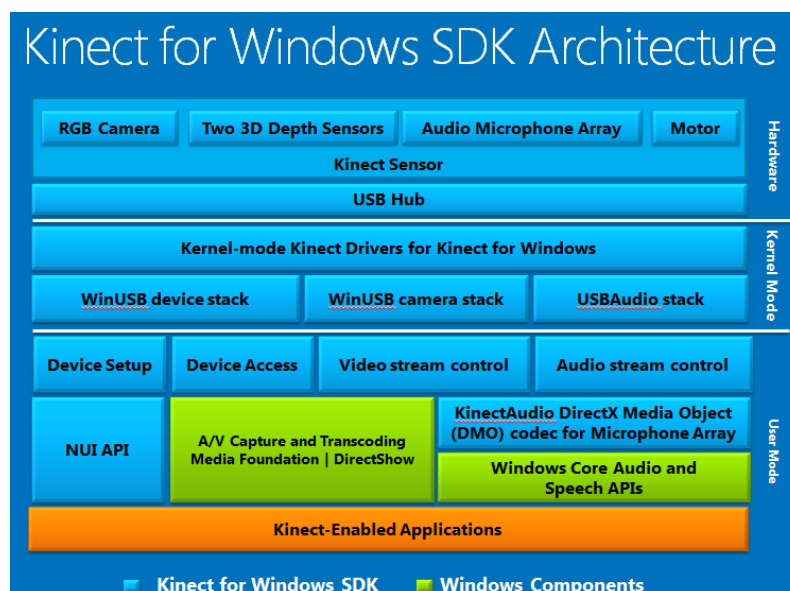 Kinect for Windows SDK Architecture
RGB Camera
Two 3D Depth Sensors
Audio Microphone Array
Motor
Kinect Sensor
USB Hub
Hardware
Kernel-mode Kinect Drivers for Kinect for Windows
WinUSB device stack
WinUSB camera stack
USBAudio stack
Kernel Mode
Device Setup
Device Access
Video stream control
Audio stream control
NUI API
A/V Capture and Transcoding
Media Foundation | DirectShow
KinectAudio DirectX Media Object
(DMO) codec for Microphone Array
Windows Core Audio and
Speech APIs
User Mode
Kinect-Enabled Applications
Kinect for Windows SDK
Windows Components